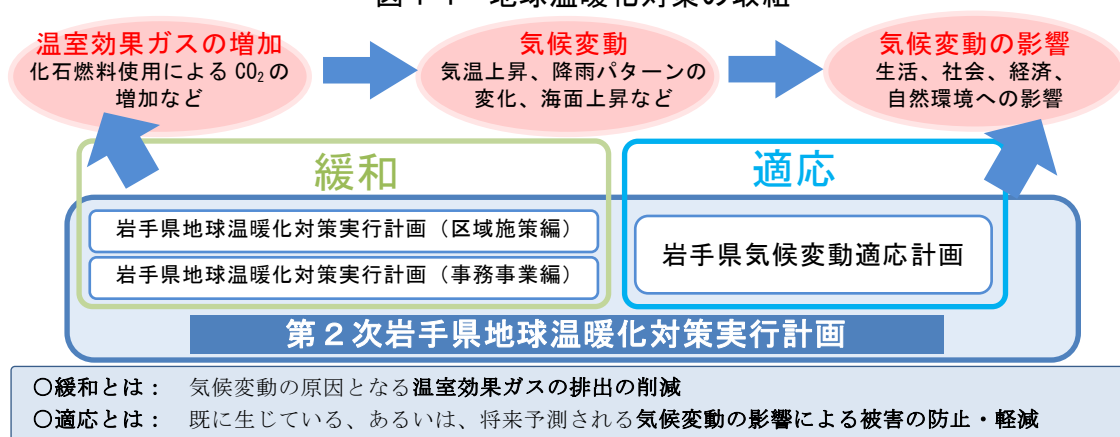 温室効果ガスの増加
化石燃料使用による CO₂ の
増加など
気候変動
気温上昇、降雨パターンの
変化、海面上昇など
気候変動の影響
生活、社会、経済、
自然環境への影響
緩和
岩手県地球温暖化対策実行計画（区域施策編）
岩手県地球温暖化対策実行計画（事務事業編）
適応
岩手県気候変動適応計画
第２次岩手県地球温暖化対策実行計画
〇緩和とは： 気候変動の原因となる温室効果ガスの排出の削減
〇適応とは： 既に生じている、あるいは、将来予測される気候変動の影響による被害の防止・軽減